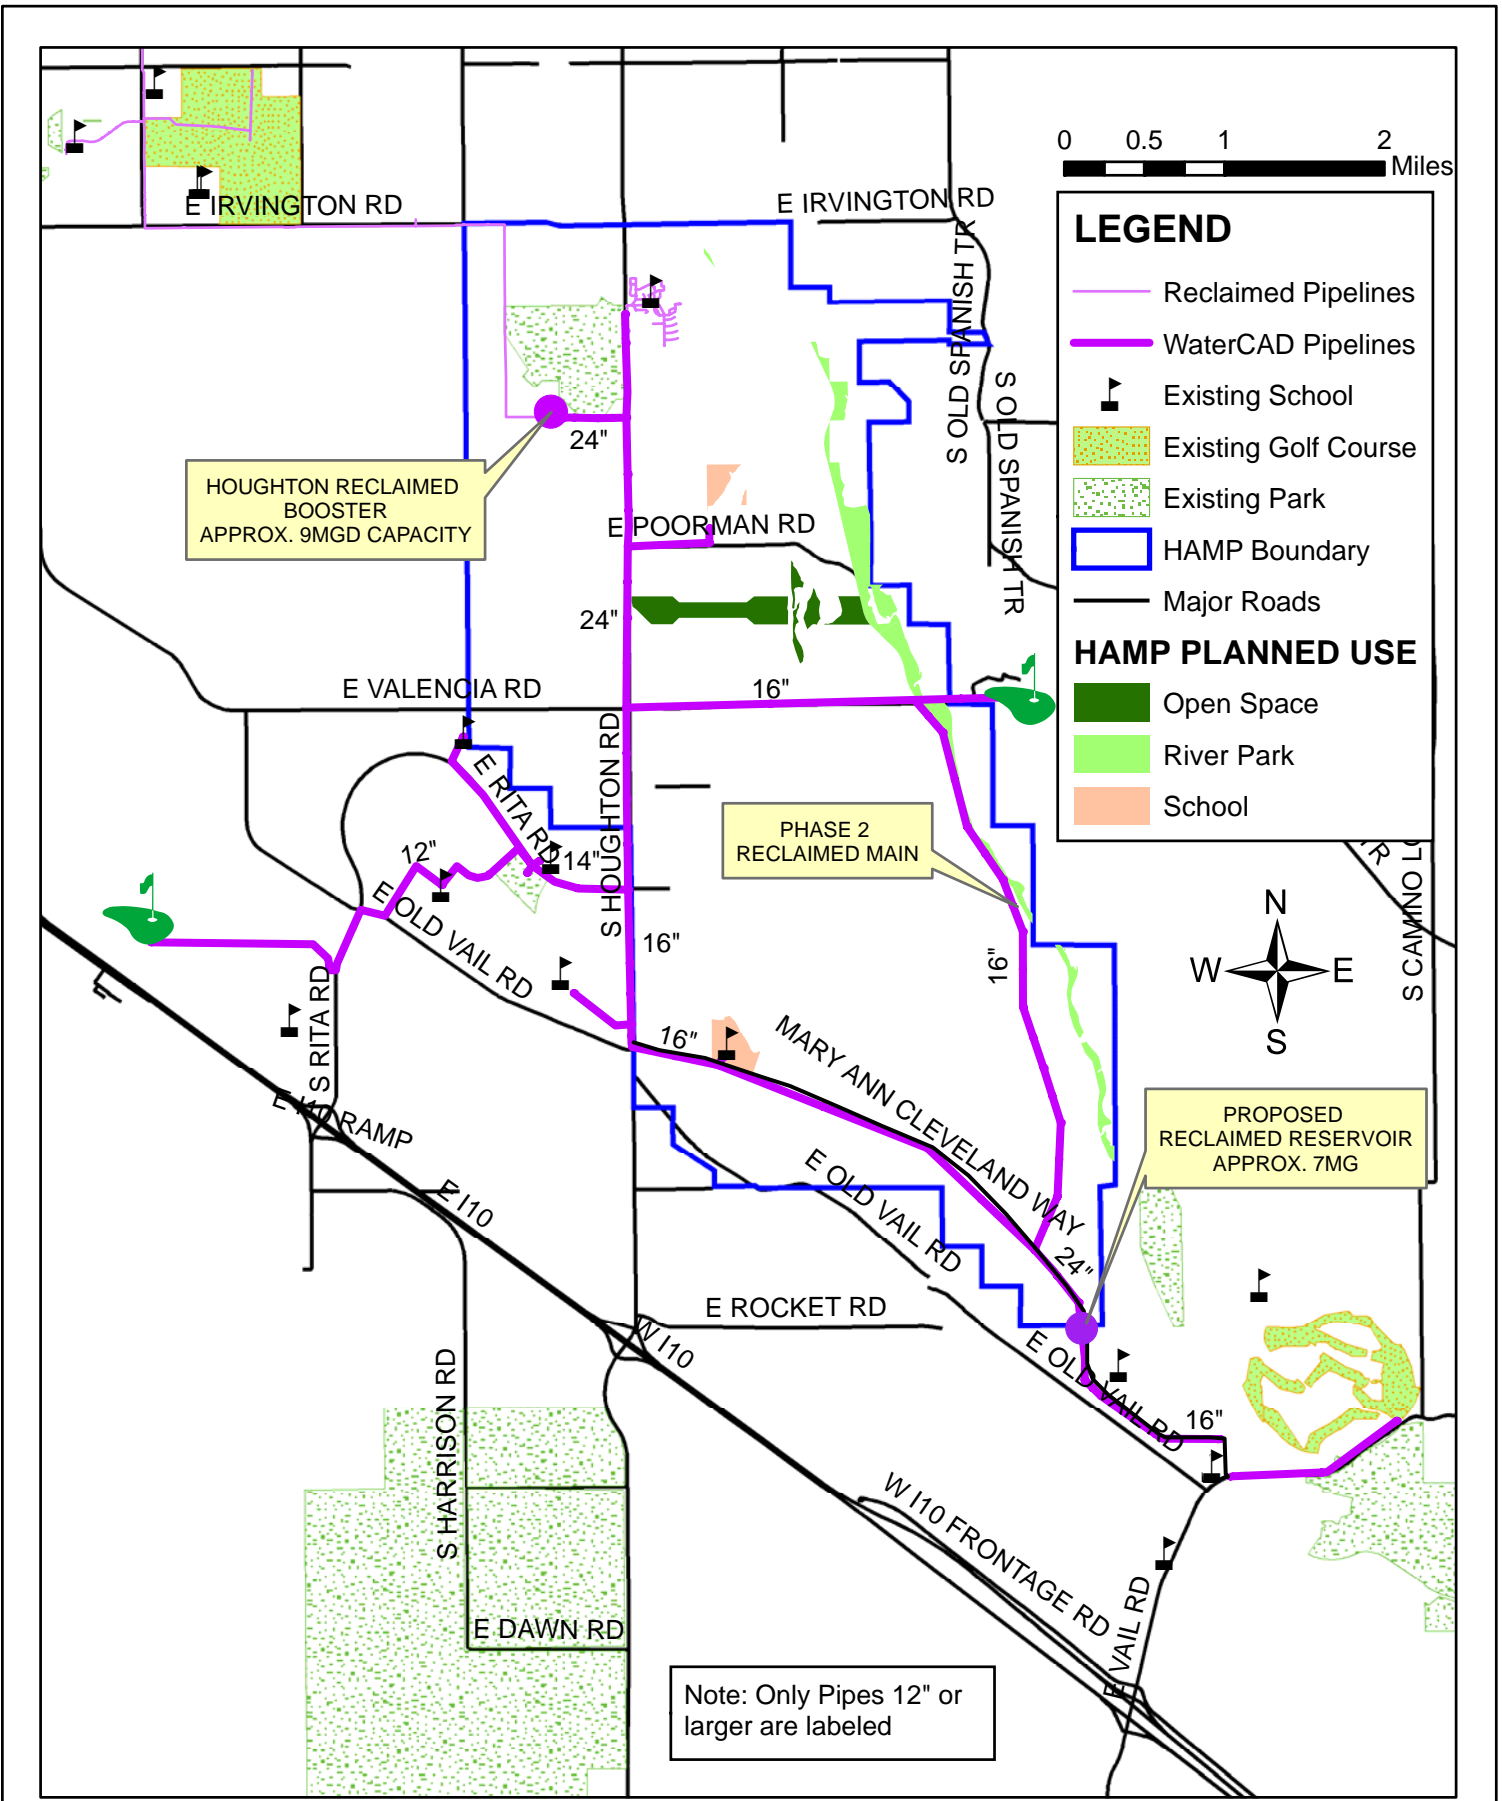 0 0.5 1 2
Miles
E IRVINGTON RD
E IRVINGTON RD
LEGEND
Reclaimed Pipelines
WaterCAD Pipelines
Existing School
Existing Golf Course
Existing Park
HAMP Boundary
Major Roads
HAMP PLANNED USE
Open Space
River Park
School
S OLD SPANISH TR
S OLD SPANISH TR
24"
HOUGHTON RECLAIMED
BOOSTER
APPROX. 9MGD CAPACITY
E POORMAN RD
24"
E VALENCIA RD
16"
S HOUGHTON RD
E RITA RD
PHASE 2
RECLAIMED MAIN
12"
14"
TR
S CAMINO LO
E OLD VAIL RD
16"
16"
N
W E
S
S RITA RD
16"
MARY ANN CLEVELAND WAY
E I10 RAMP
PROPOSED
RECLAIMED RESERVOIR
APPROX. 7MG
E I10
E OLD VAIL RD
24"
E ROCKET RD
W I10
E OLD VAIL RD
16"
S HARRISON RD
W I10 FRONTAGE RD
E VAIL RD
E DAWN RD
Note: Only Pipes 12" or
larger are labeled